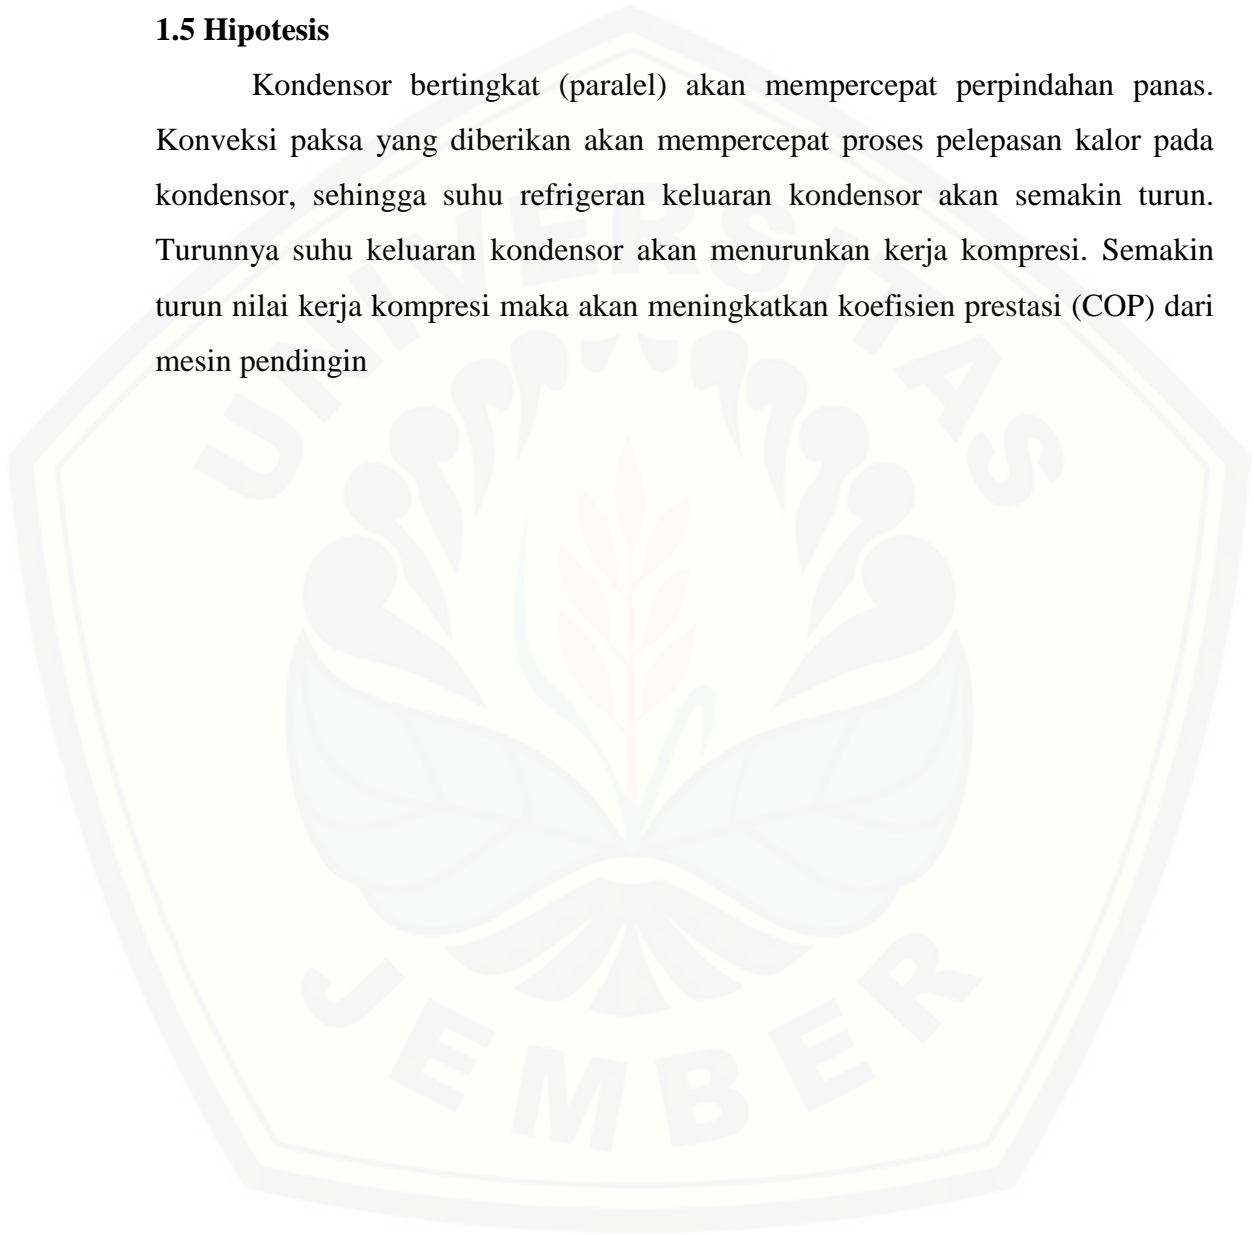 1.5 Hipotesis
Kondensor bertingkat (paralel) akan mempercepat perpindahan panas.
Konveksi paksa yang diberikan akan mempercepat proses pelepasan kalor pada
kondensor, sehingga suhu refrigeran keluaran kondensor akan semakin turun.
Turunnya suhu keluaran kondensor akan menurunkan kerja kompresi. Semakin
turun nilai kerja kompresi maka akan meningkatkan koefisien prestasi (COP) dari
mesin pendingin
UNIVERSITAS
JEMBER